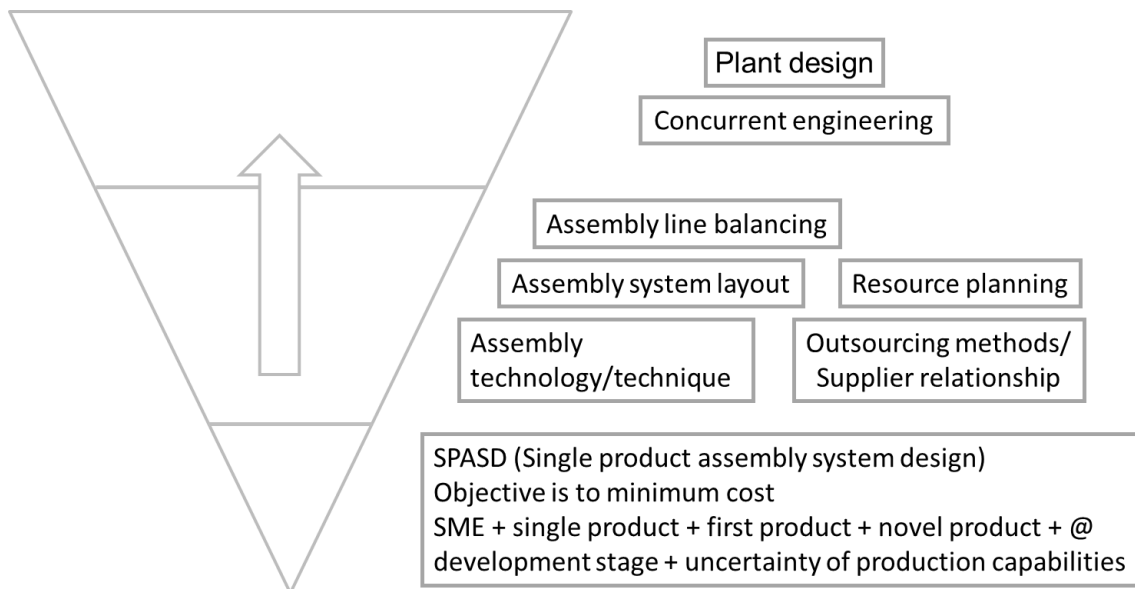 Plant design
Concurrent engineering
Assembly line balancing
Assembly system layout
Resource planning
Assembly
technology/technique
Outsourcing methods/
Supplier relationship
SPASD (Single product assembly system design)
Objective is to minimum cost
SME + single product + first product + novel product + @
development stage + uncertainty of production capabilities